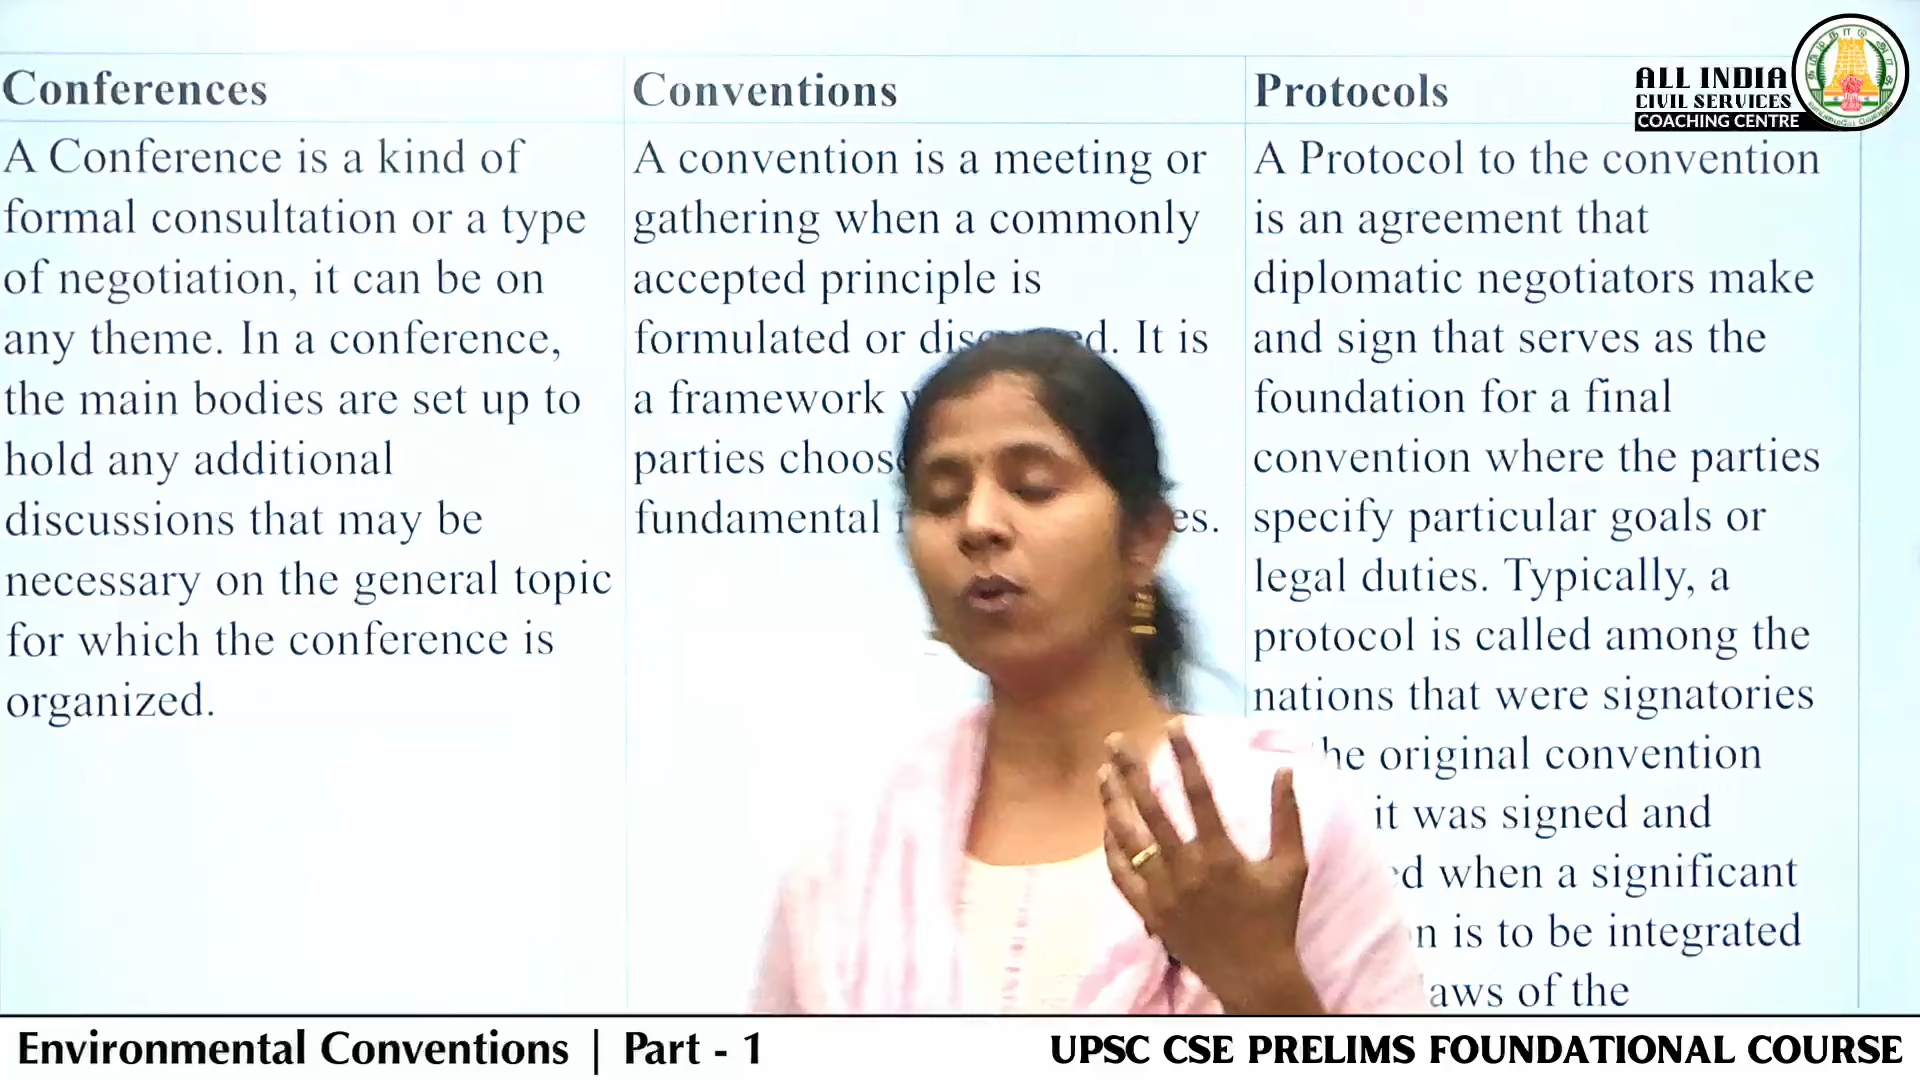 Conferences
A Conference is a kind of
formal consultation or a type
of negotiation, it can be on
any theme. In a conference,
the main bodies are set up to
hold any additional
discussions that may be
necessary on the general topic
for which the conference is
organized.
Conventions
A convention is a meeting or
gathering when a commonly
accepted principle is
formulated or It is
a framework
parties
fundamental
Protocols
A Protocol to the convention
is an agreement that
diplomatic negotiators make
and sign that serves as the
foundation for a final
convention where the parties
specify particular goals or
legal duties. Typically, a
protocol is called among the
nations that were signatories
original convention
it was signed and
when a significant
is to be integrated
of the
ALL INDIA
CIVIL SERVICES
COACHING CENTRE
Environmental Conventions | Part - 1
UPSC CSE PRELIMS FOUNDATIONAL COURSE